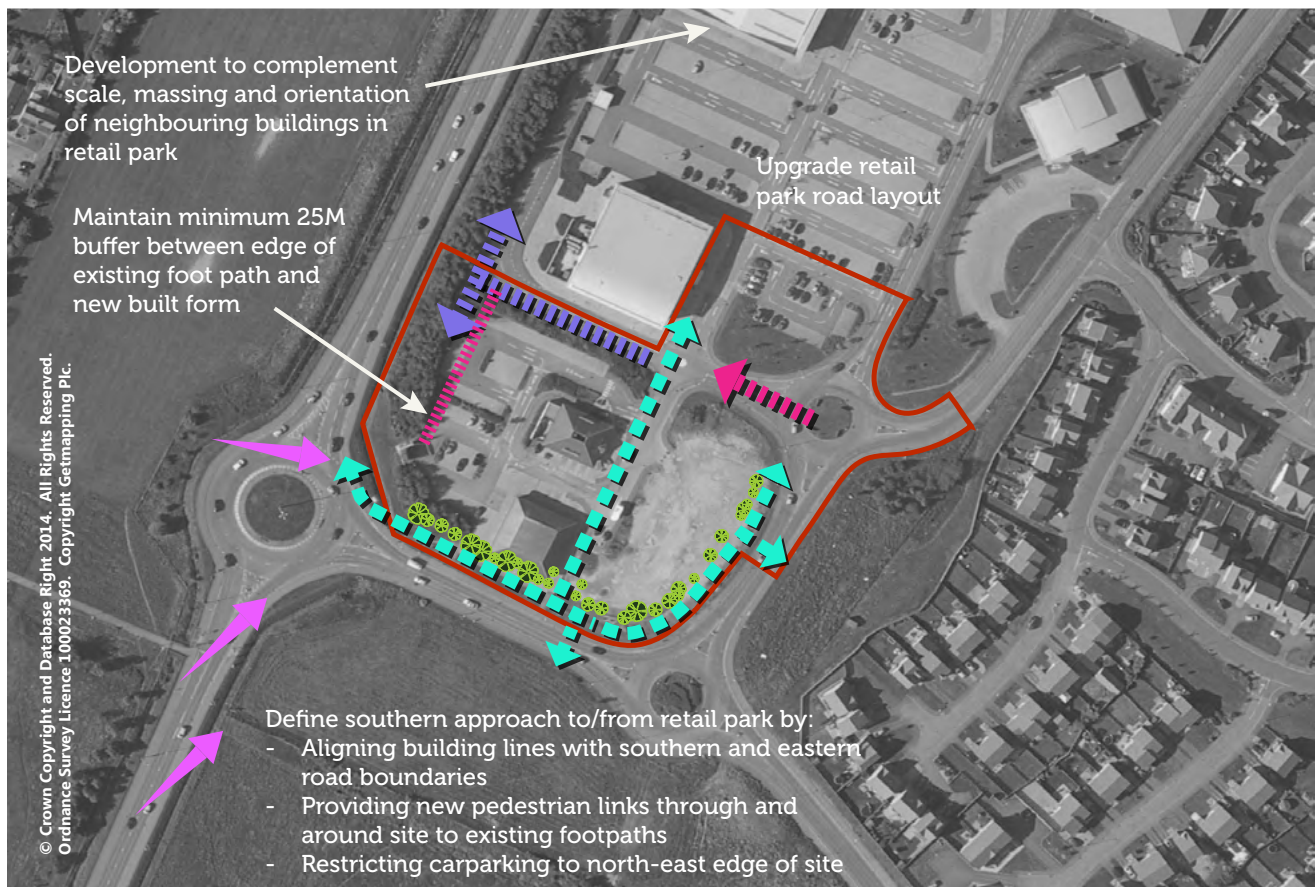 Development to complement
scale, massing and orientation
of neighbouring buildings in
retail park
Upgrade retail
park road layout
Maintain minimum 25M
buffer between edge of
existing foot path and
new built form
© Crown Copyright and Database Right 2014. All Rights Reserved.
Ordnance Survey Licence 100023369.  Copyright Getmapping Plc.
Define southern approach to/from retail park by:
- Aligning building lines with southern and eastern
road boundaries
- Providing new pedestrian links through and
around site to existing footpaths
- Restricting carparking to north-east edge of site